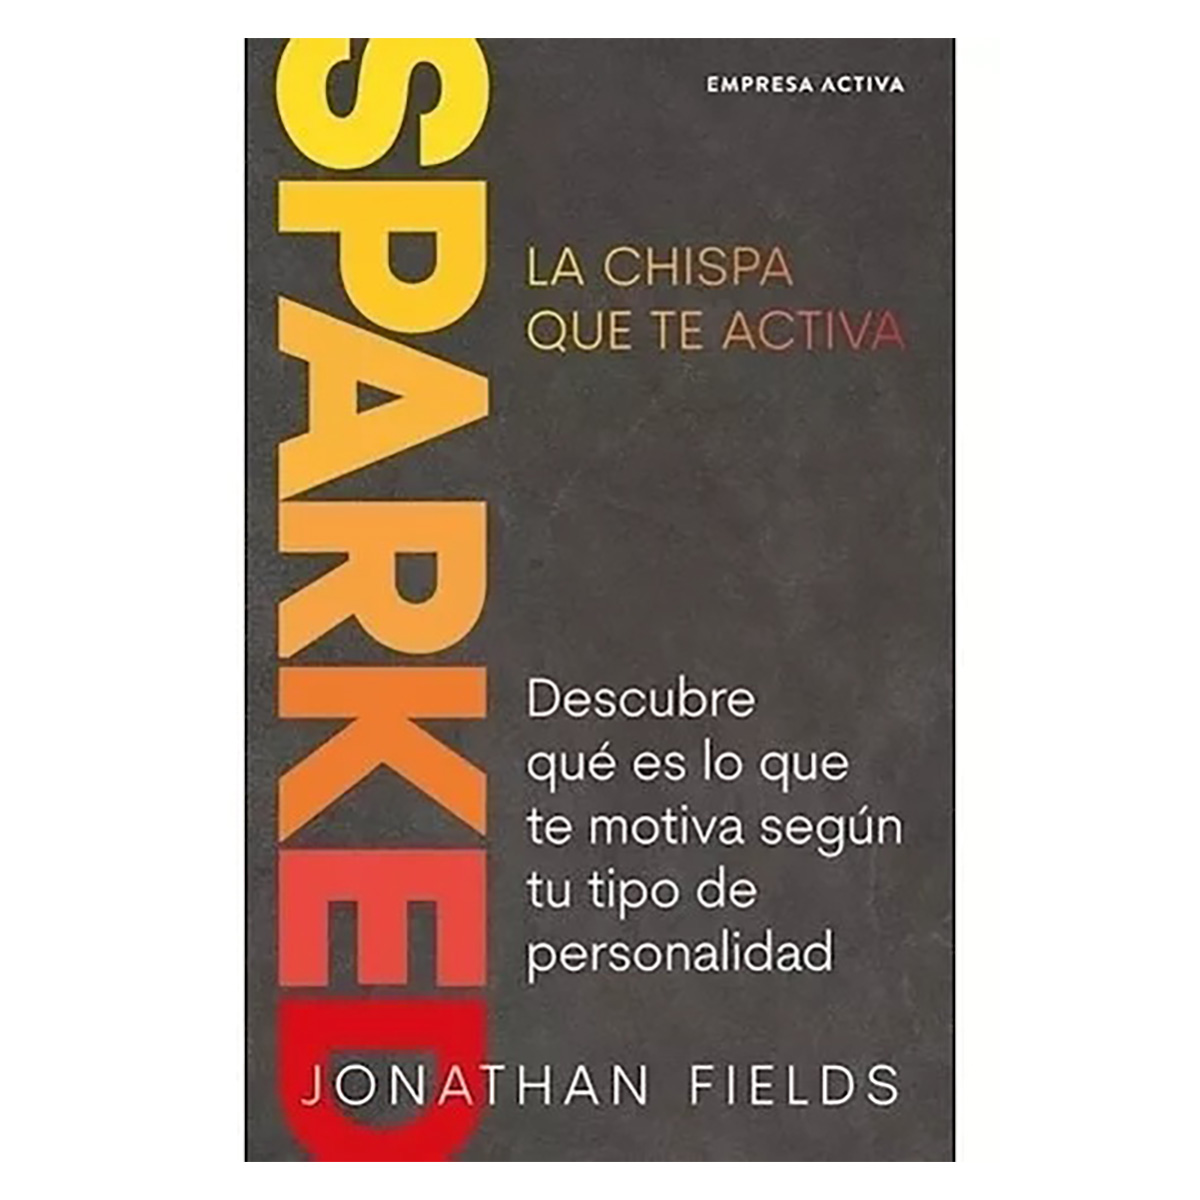 EMPRESA ACTIVA
SPARKED
LA CHISPA
QUE TE ACTIVA
Descubre
qué es lo que
te motiva según
tu tipo de
personalidad
JONATHAN FIELDS